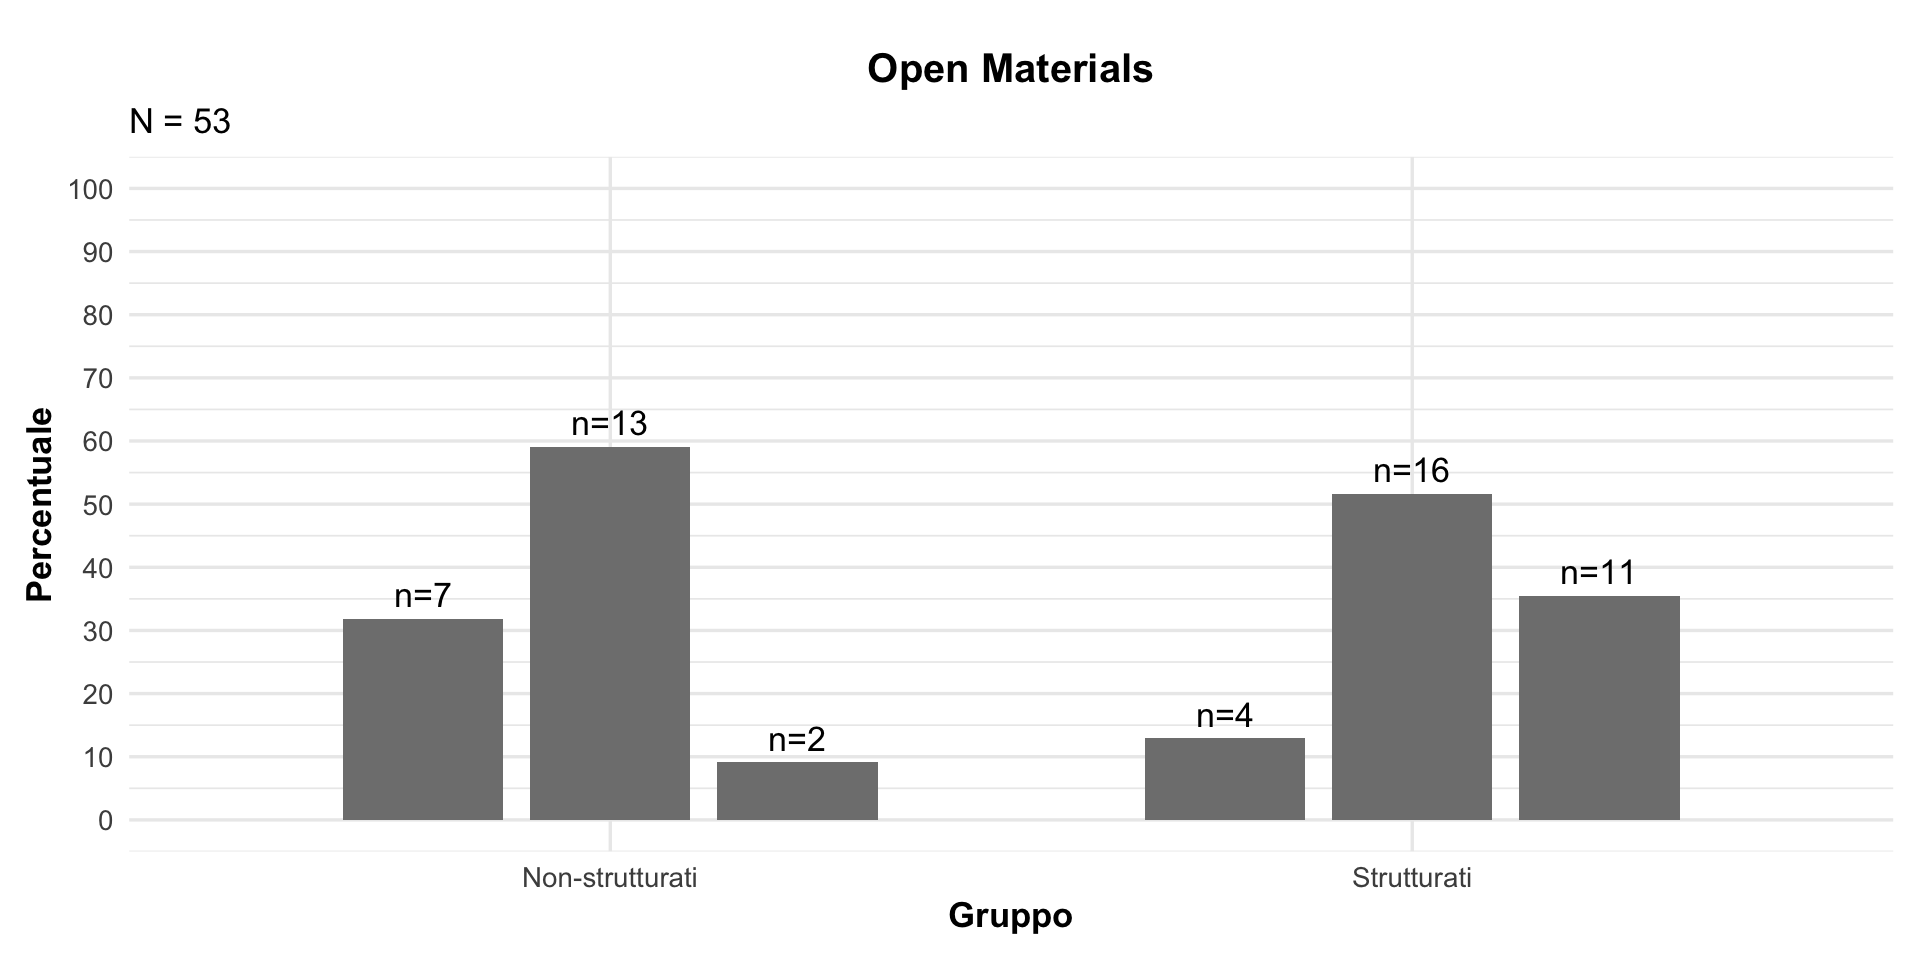 Open Materials
N = 53
Percentuale
100
90
80
70
60
50
40
30
20
10
0
n=7
n=13
n=2
n=4
n=16
n=11
Non-strutturati
Strutturati
Gruppo